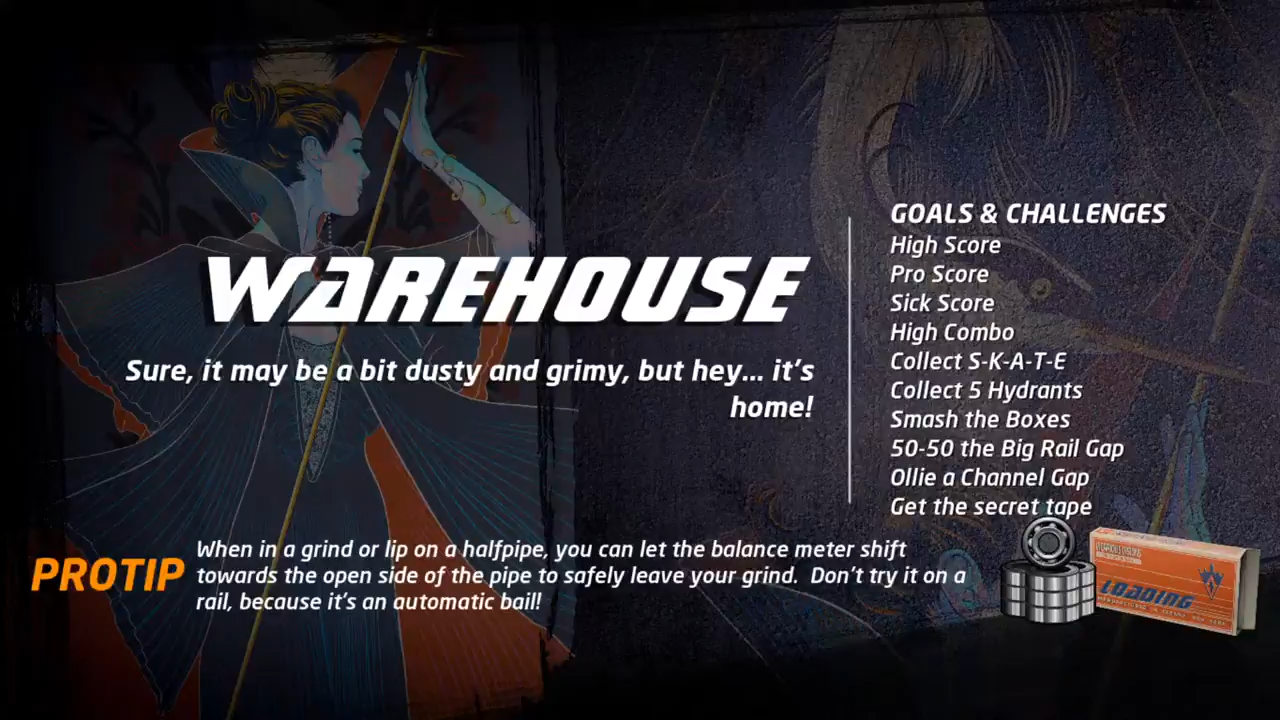 WAREHOUSE
Sure, it may be a bit dusty and grimy, but hey... it's
home!
GOALS & CHALLENGES
High Score
Pro Score
Sick Score
High Combo
Collect S-K-A-T-E
Collect 5 Hydrants
Smash the Boxes
50-50 the Big Rail Gap
Ollie a Channel Gap
Get the secret tape
PROTIP
When in a grind or lip on a halfpipe, you can let the balance meter shift
towards the open side of the pipe to safely leave your grind. Don't try it on a
rail, because it's an automatic bail!
LOADING